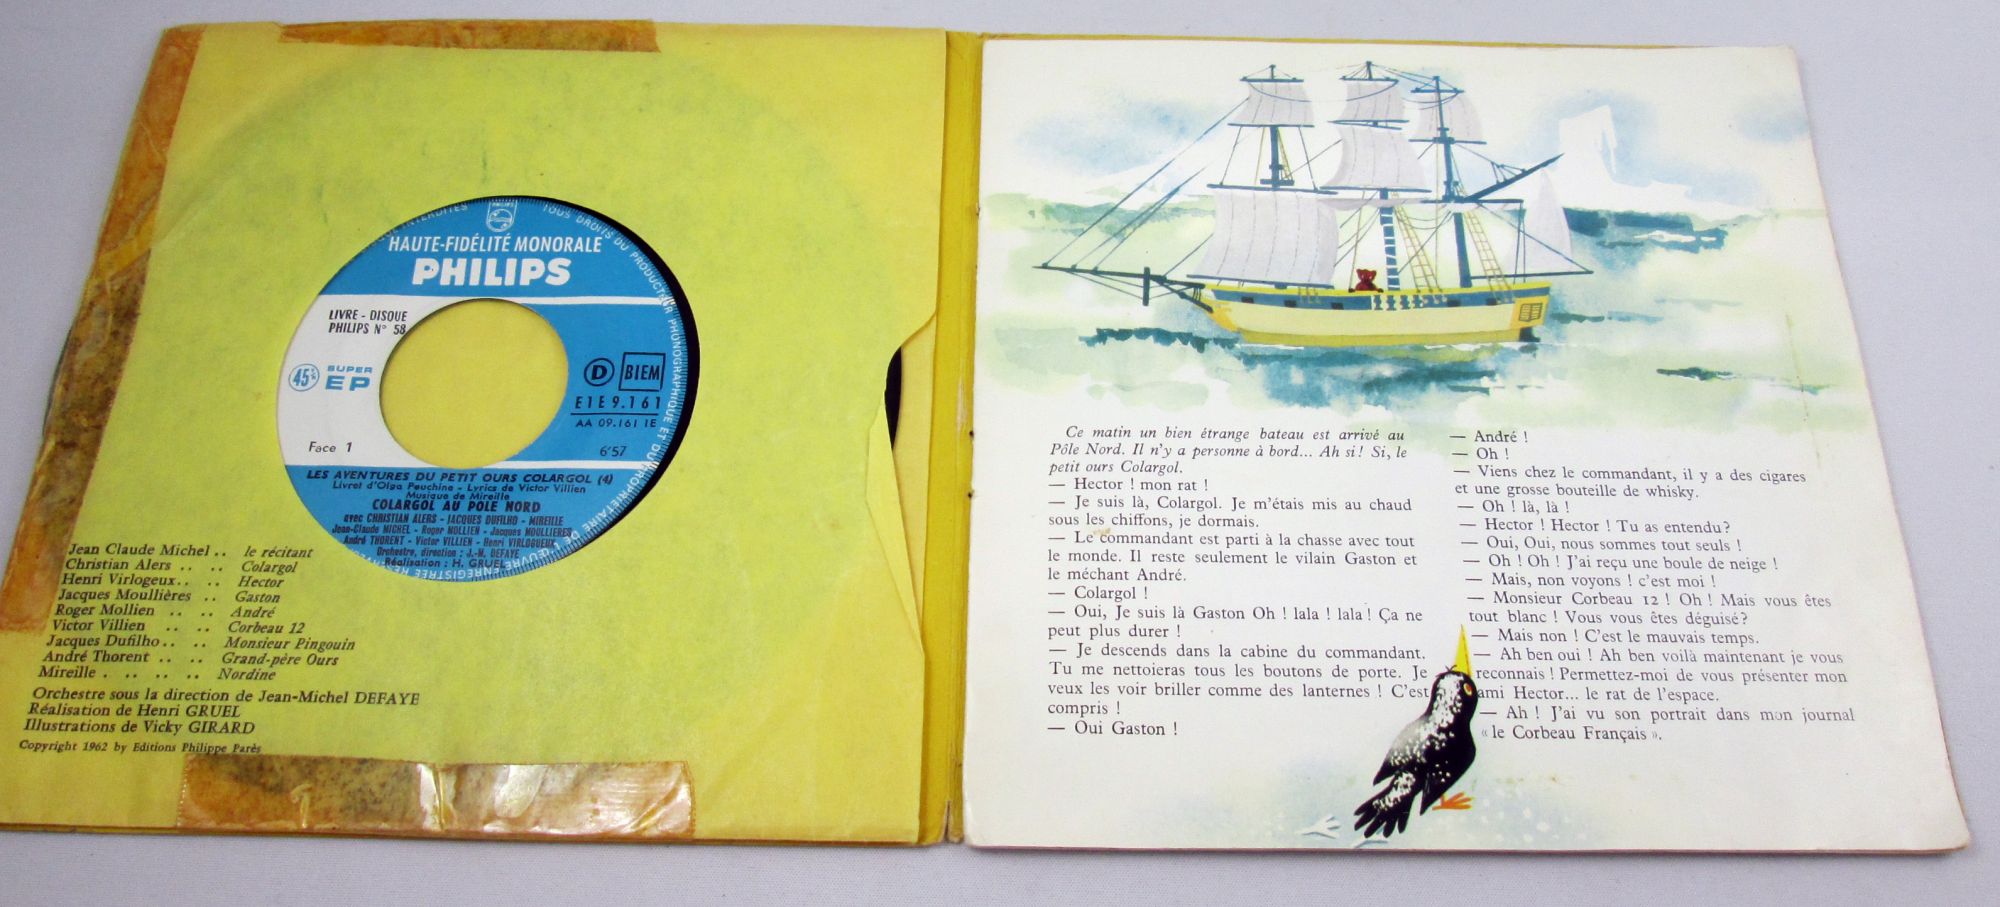 TOUS DROITS DU PRODUCTEUR PHONOGRAPHIQUE ET DU PROPRIETAIRE DE L'ŒUVRE ENREGISTREE RE
INTERDITES
PHILIPS
HAUTE-FIDÉLITÉ MONORALE
PHILIPS
LIVRE - DISQUE
PHILIPS N° 58
45 SUPER
EP
D BIEM
E1E 9.161
AA 09.161 1E
Face 1
6'57
LES AVENTURES DU PETIT OURS COLARGOL (4)
Livret d'Olga Pouchine - Lyrics de Victor Villien
Musique de Mireille
COLARGOL AU POLE NORD
avec CHRISTIAN ALERS - JACQUES DUFILHO - MIREILLE
Jean-Claude MICHEL - Roger MOLLIEN - Jacques MOULLIERES
André THORENT - Victor VILLIEN - Henri VIRLOGEUX
Orchestre, direction : J.-M. DEFAYE
Réalisation : H. GRUEL
Jean Claude Michel .. le récitant
Christian Alers .. .. Colargol
Henri Virlogeux .. .. Hector
Jacques Moullières .. Gaston
Roger Mollien .. .. André
Victor Villien .. .. Corbeau 12
Jacques Dufilho .. .. Monsieur Pingouin
André Thorent .. .. Grand-père Ours
Mireille . .. .. .. Nordine
Orchestre sous la direction de Jean-Michel DEFAYE
Réalisation de Henri GRUEL
Illustrations de Vicky GIRARD
Copyright 1962 by Editions Philippe Parès
Ce matin un bien étrange bateau est arrivé au
Pôle Nord. Il n'y a personne à bord... Ah si ! Si, le
petit ours Colargol.
— Hector ! mon rat !
— Je suis là, Colargol. Je m'étais mis au chaud
sous les chiffons, je dormais.
— Le commandant est parti à la chasse avec tout
le monde. Il reste seulement le vilain Gaston et
le méchant André.
— Colargol !
— Oui, Je suis là Gaston Oh ! lala ! lala ! Ça ne
peut plus durer !
— Je descends dans la cabine du commandant.
Tu me nettoieras tous les boutons de porte. Je
veux les voir briller comme des lanternes ! C'est
compris !
— Oui Gaston !
— André !
— Oh !
— Viens chez le commandant, il y a des cigares
et une grosse bouteille de whisky.
— Oh ! là, là !
— Hector ! Hector ! Tu as entendu ?
— Oui, Oui, nous sommes tout seuls !
— Oh ! Oh ! J'ai reçu une boule de neige !
— Mais, non voyons ! c'est moi !
— Monsieur Corbeau 12 ! Oh ! Mais vous êtes
tout blanc ! Vous vous êtes déguisé ?
— Mais non ! C'est le mauvais temps.
— Ah ben oui ! Ah ben voilà maintenant je vous
reconnais ! Permettez-moi de vous présenter mon
ami Hector... le rat de l'espace.
— Ah ! J'ai vu son portrait dans mon journal
« le Corbeau Français ».